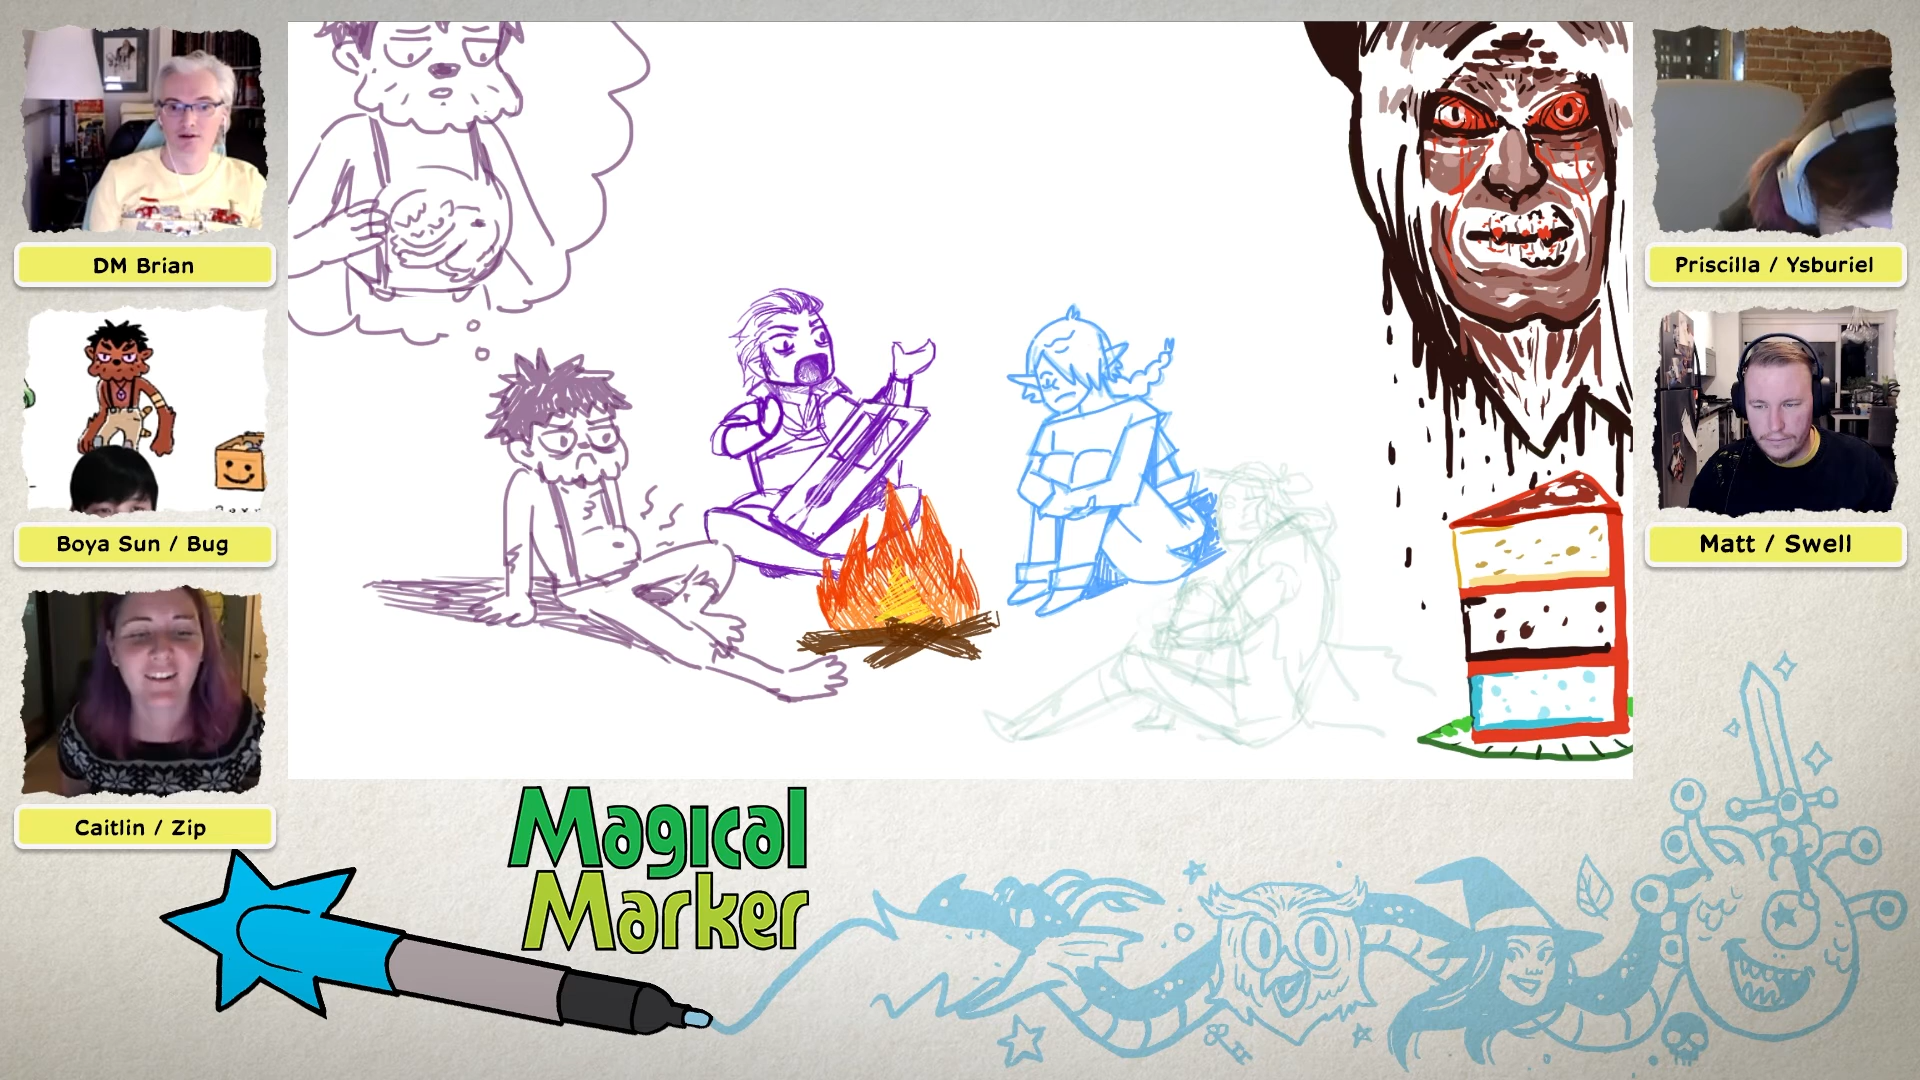 DM Brian
Priscilla / Ysburiel
Boya Sun / Bug
Matt / Swell
Caitlin / Zip
Magical
Marker